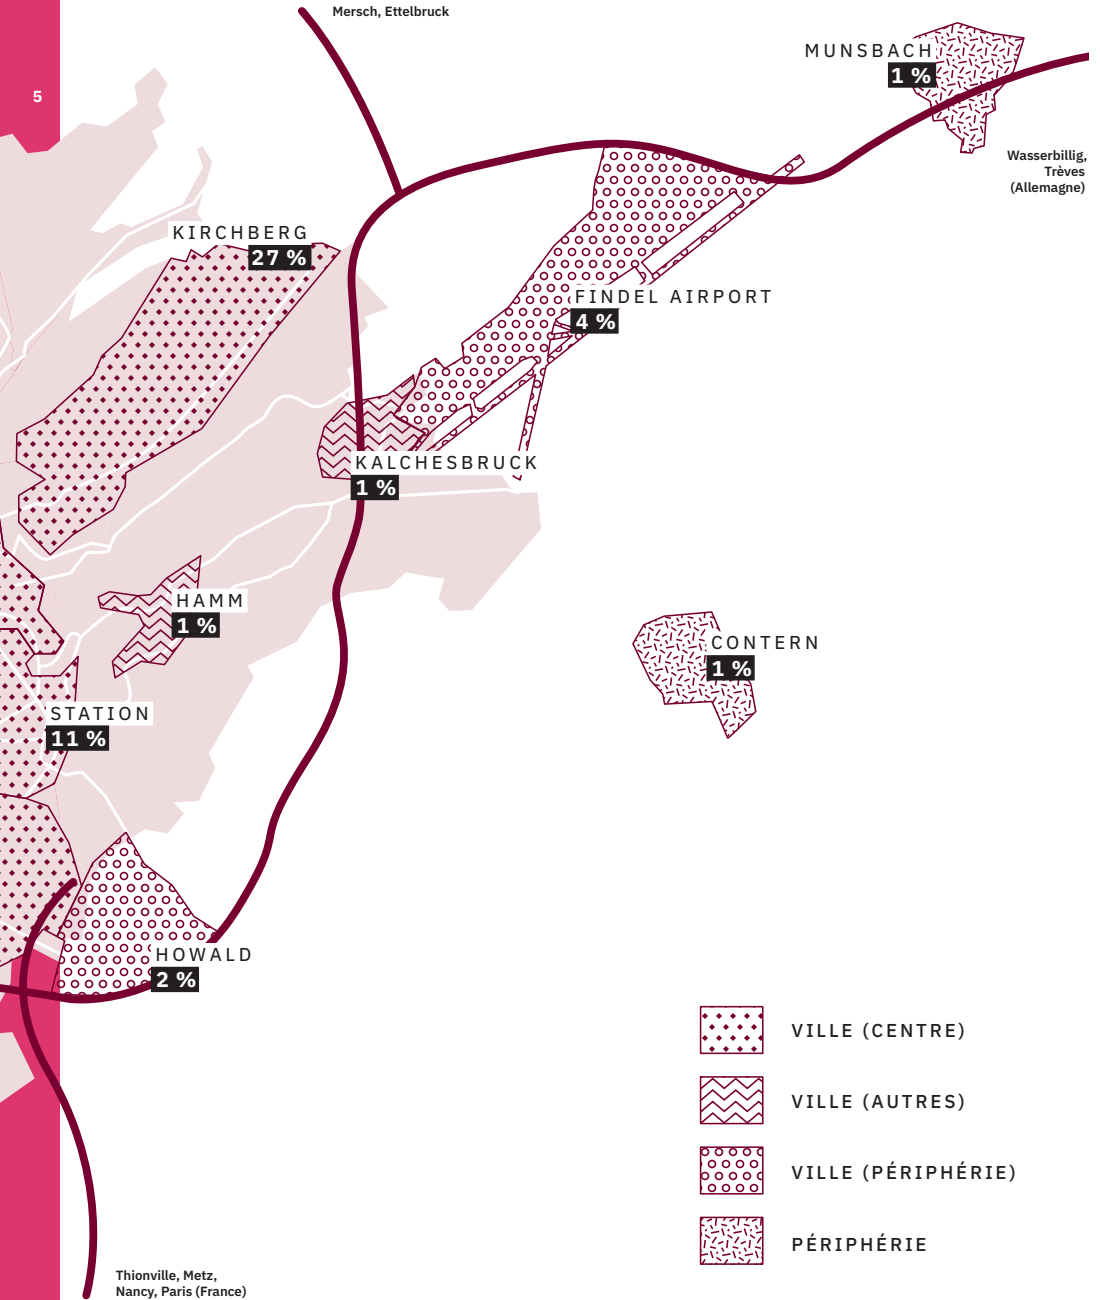 Mersch, Ettelbruck
MUNSBACH
1 %
5
Wasserbillig,
Trèves
(Allemagne)
KIRCHBERG
27 %
FINDEL AIRPORT
4 %
KALCHESBRUCK
1 %
HAMM
1 %
CONTERN
1 %
STATION
11 %
HOWALD
2 %
VILLE (CENTRE)
VILLE (AUTRES)
VILLE (PÉRIPHÉRIE)
PÉRIPHÉRIE
Thionville, Metz,
Nancy, Paris (France)